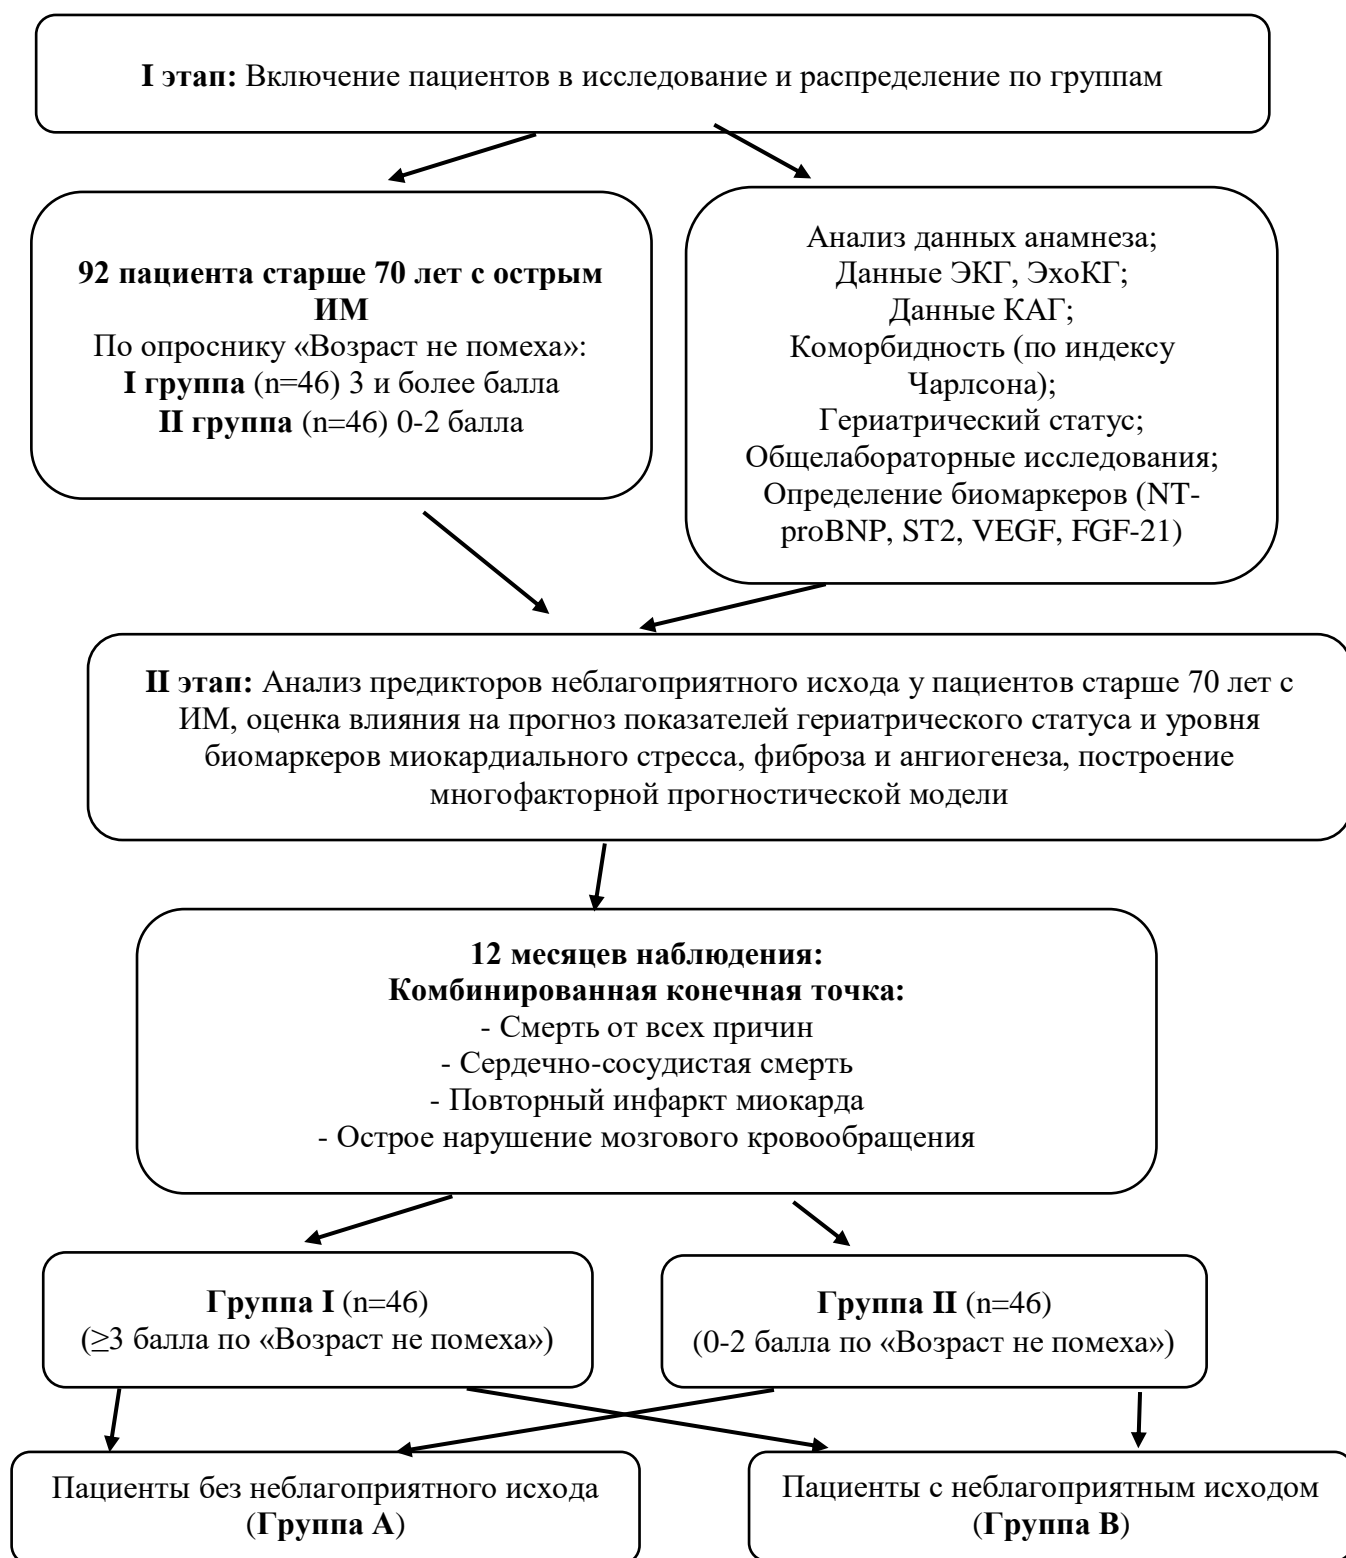 I этап: Включение пациентов в исследование и распределение по группам
92 пациента старше 70 лет с острым
ИМ
По опроснику «Возраст не помеха»:
I группа (n=46) 3 и более балла
II группа (n=46) 0-2 балла
Анализ данных анамнеза;
Данные ЭКГ, ЭхоКГ;
Данные КАГ;
Коморбидность (по индексу
Чарлсона);
Гериатрический статус;
Общелабораторные исследования;
Определение биомаркеров (NT-
proBNP, ST2, VEGF, FGF-21)
II этап: Анализ предикторов неблагоприятного исхода у пациентов старше 70 лет с
ИМ, оценка влияния на прогноз показателей гериатрического статуса и уровня
биомаркеров миокардиального стресса, фиброза и ангиогенеза, построение
многофакторной прогностической модели
12 месяцев наблюдения:
Комбинированная конечная точка:
- Смерть от всех причин
- Сердечно-сосудистая смерть
- Повторный инфаркт миокарда
- Острое нарушение мозгового кровообращения
Группа I (n=46)
(≥3 балла по «Возраст не помеха»)
Группа II (n=46)
(0-2 балла по «Возраст не помеха»)
Пациенты без неблагоприятного исхода
(Группа А)
Пациенты с неблагоприятным исходом
(Группа В)